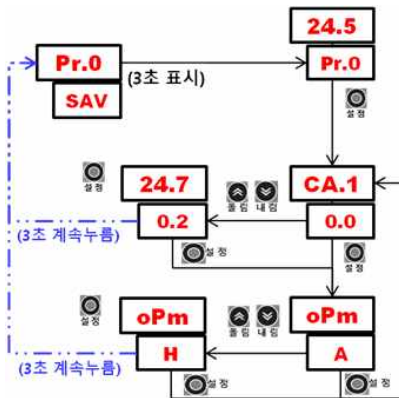 24.5
Pr.0
Pr.0
SAV
(3초 표시)
설정
설정
24.7
올림 내림
CA.1
0.2
0.0
(3초 계속누름)
설정
설정
설정
oPm
올림 내림
oPm
H
A
(3초 계속누름)
설정
설정